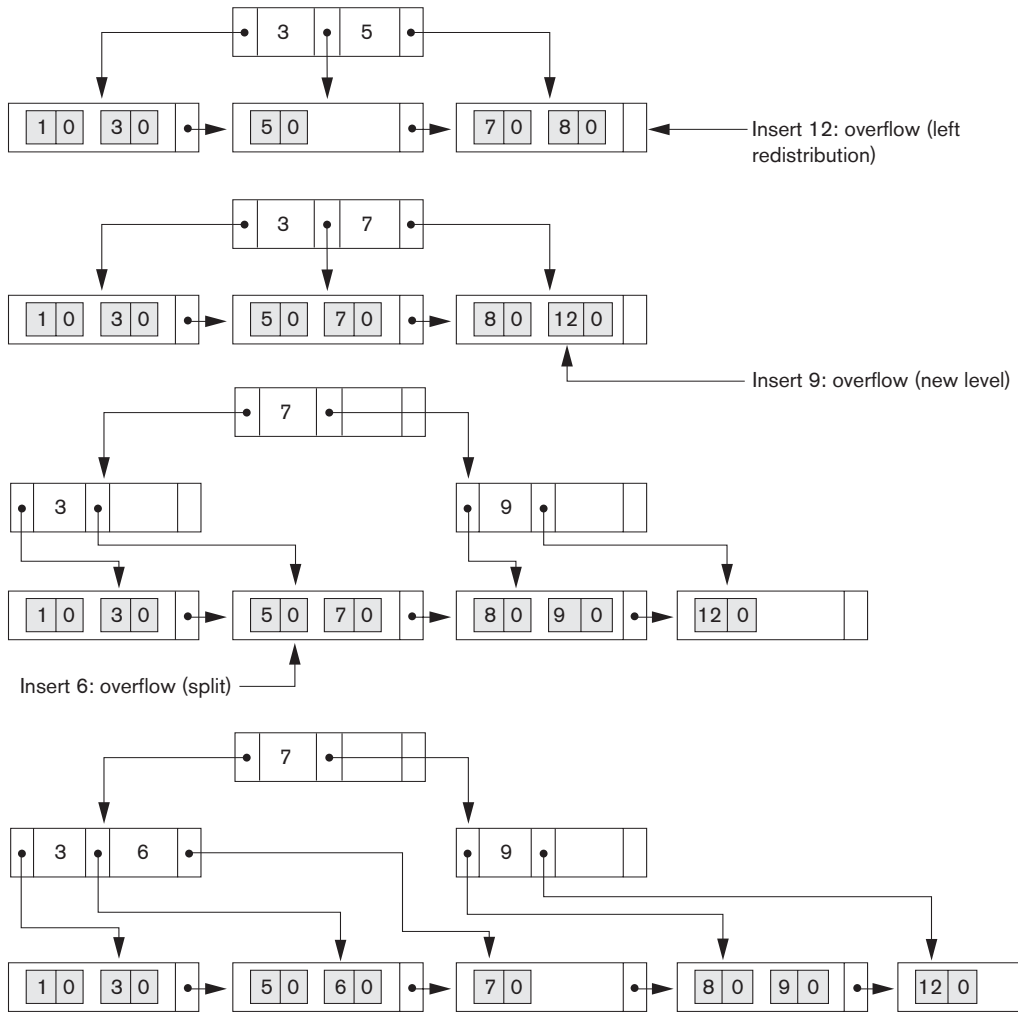 3 5
1 0 3 0 5 0 7 0 8 0
Insert 12: overflow (left
redistribution)
3 7
1 0 3 0 5 0 7 0 8 0 12 0
Insert 9: overflow (new level)
7
3 9
1 0 3 0 5 0 7 0 8 0 9 0 12 0
Insert 6: overflow (split)
7
3 6 9
1 0 3 0 5 0 6 0 7 0 8 0 9 0 12 0